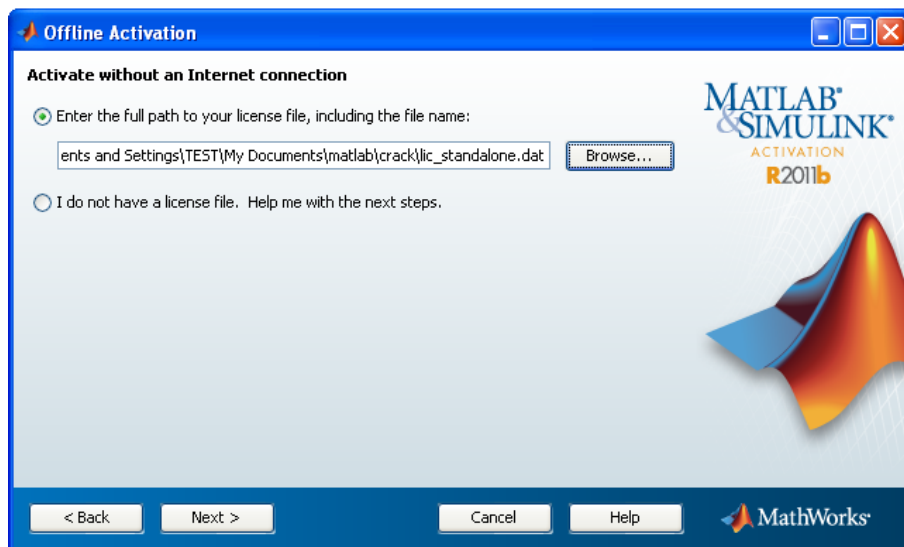 Offline Activation
Activate without an Internet connection
Enter the full path to your license file, including the file name:
ents and Settings\TEST\My Documents\matlab\crack\lic_standalone.dat
Browse...
I do not have a license file. Help me with the next steps.
MATLAB®
&SIMULINK®
ACTIVATION
R2011b
< Back
Next >
Cancel
Help
MathWorks®